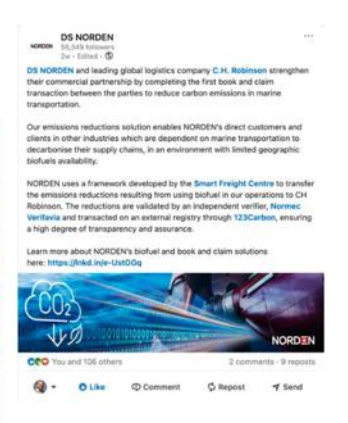 DS NORDEN
NORDEN
56,349 followers
2w • Edited •
DS NORDEN and leading global logistics company C.H. Robinson strengthen
their commercial partnership by completing the first book and claim
transaction between the parties to reduce carbon emissions in marine
transportation.
Our emissions reductions solution enables NORDEN's direct customers and
clients in other industries which are dependent on marine transportation to
decarbonise their supply chains, in an environment with limited geographic
biofuels availability.
NORDEN uses a framework developed by the Smart Freight Centre to transfer
the emissions reductions resulting from using biofuel in our operations to CH
Robinson. The reductions are validated by an independent verifier, Normec
Verifavia and transacted on an external registry through 123Carbon, ensuring
a high degree of transparency and assurance.
Learn more about NORDEN's biofuel and book and claim solutions
here: https://lnkd.in/e-UstGGq
CO2
NORDEN
You and 106 others
2 comments · 9 reposts
Like
Comment
Repost
Send